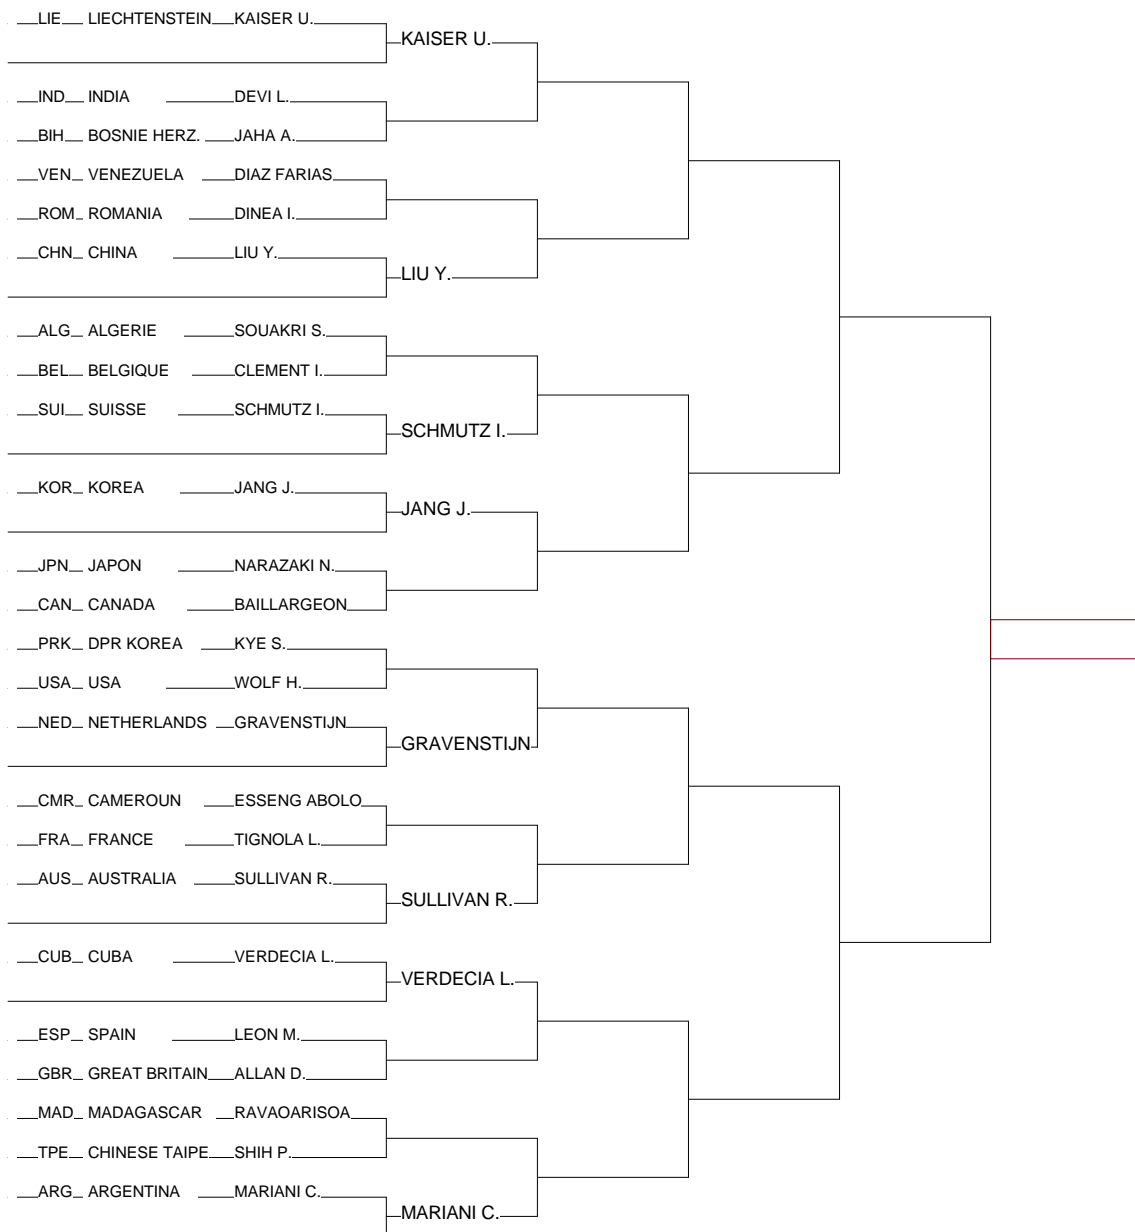 LIE LIECHTENSTEIN KAISER U.
KAISER U.
IND INDIA DEVI L.
BIH BOSNIE HERZ. JAHA A.
VEN VENEZUELA DIAZ FARIAS
ROM ROMANIA DINEA I.
CHN CHINA LIU Y.
LIU Y.
ALG ALGERIE SOUAKRI S.
BEL BELGIQUE CLEMENT I.
SUI SUISSE SCHMUTZ I.
SCHMUTZ I.
KOR KOREA JANG J.
JANG J.
JPN JAPON NARAZAKI N.
CAN CANADA BAILLARGEON
PRK DPR KOREA KYE S.
USA USA WOLF H.
NED NETHERLANDS GRAVENSTIJN
GRAVENSTIJN
CMR CAMEROUN ESSENG ABOLO
FRA FRANCE TIGNOLA L.
AUS AUSTRALIA SULLIVAN R.
SULLIVAN R.
CUB CUBA VERDECIA L.
VERDECIA L.
ESP SPAIN LEON M.
GBR GREAT BRITAIN ALLAN D.
MAD MADAGASCAR RAVAOARISOA
TPE CHINESE TAIPE SHIH P.
ARG ARGENTINA MARIANI C.
MARIANI C.